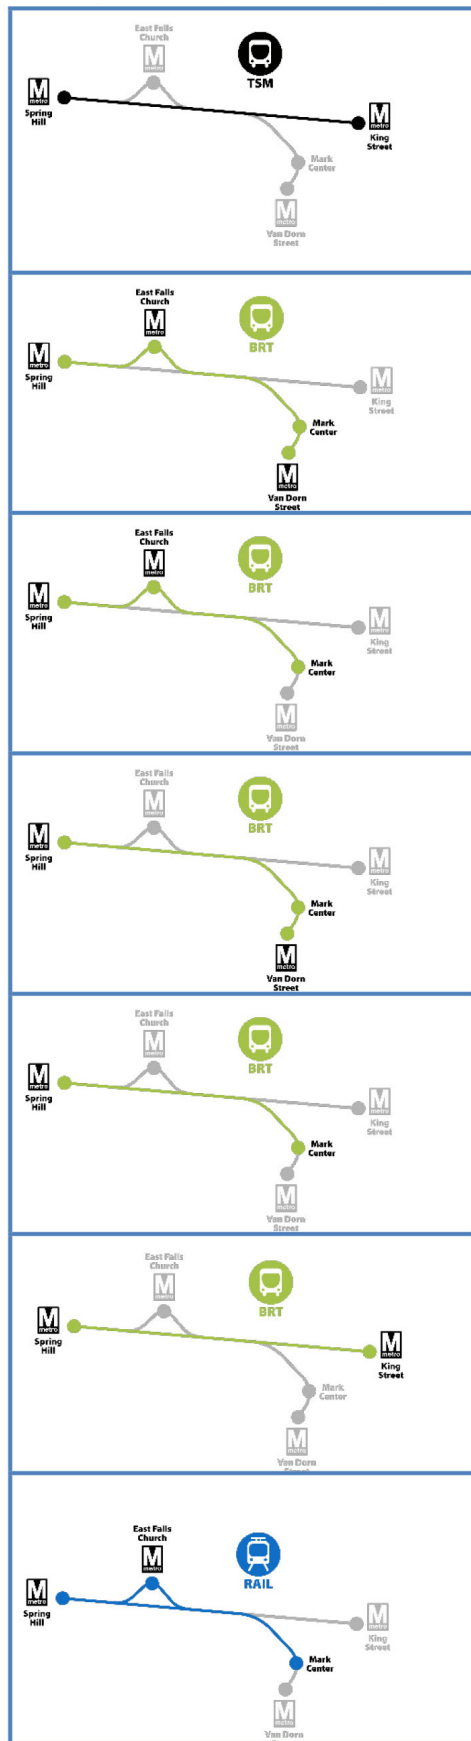 East Falls
Church
M
metro
TSM
M
metro
Spring
Hill
M
metro
King
Street
Mark
Center
M
metro
Van Dorn
Street
East Falls
Church
M
metro
BRT
M
metro
Spring
Hill
M
metro
King
Street
Mark
Center
M
metro
Van Dorn
Street
East Falls
Church
M
metro
BRT
M
metro
Spring
Hill
M
metro
King
Street
Mark
Center
M
metro
Van Dorn
Street
East Falls
Church
M
metro
BRT
M
metro
Spring
Hill
M
metro
King
Street
Mark
Center
M
metro
Van Dorn
Street
East Falls
Church
M
metro
BRT
M
metro
Spring
Hill
M
metro
King
Street
Mark
Center
M
metro
Van Dorn
Street
East Falls
Church
M
metro
BRT
M
metro
Spring
Hill
M
metro
King
Street
Mark
Center
M
metro
Van Dorn
Street
East Falls
Church
M
metro
RAIL
M
metro
Spring
Hill
M
metro
King
Street
Mark
Center
M
metro
Van Dorn
Street